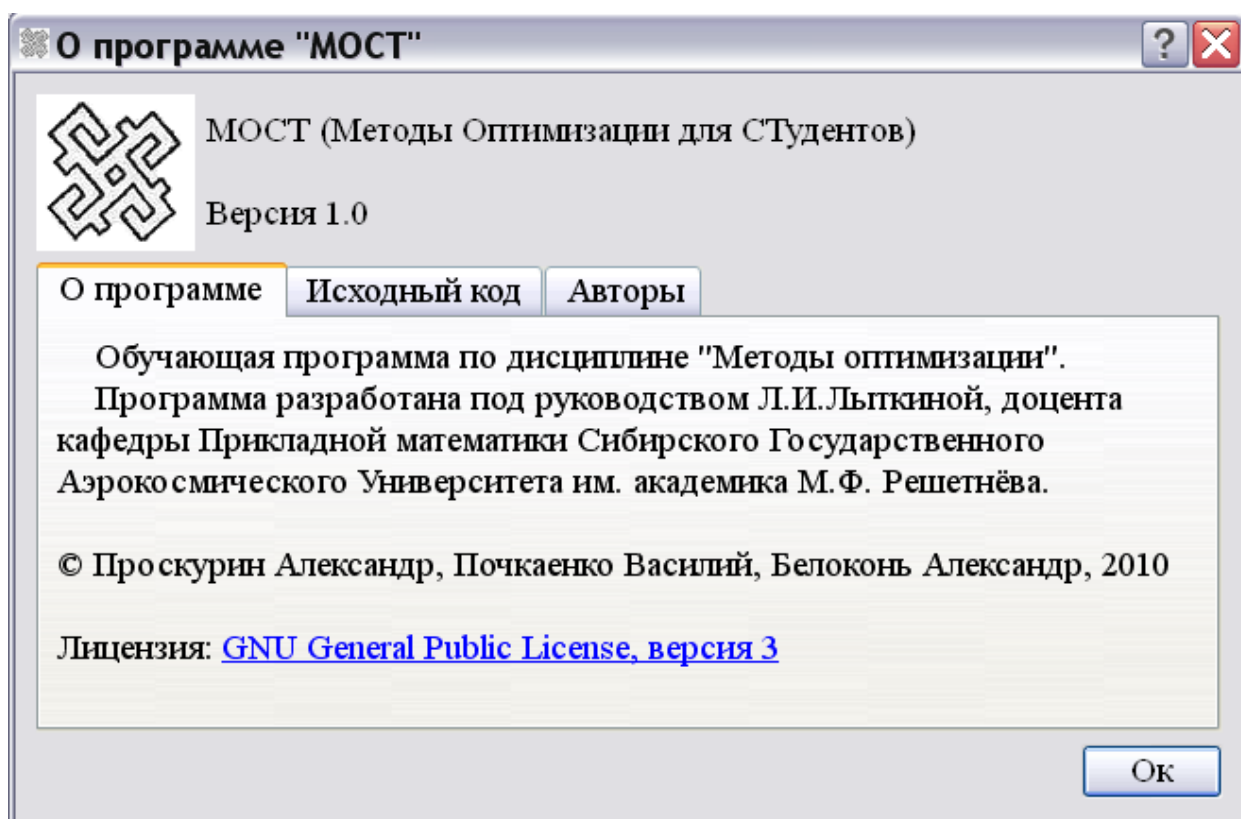 О программе "МОСТ"
МОСТ (Методы Оптимизации для СТудентов)
Версия 1.0
О программе Исходный код Авторы
Обучающая программа по дисциплине "Методы оптимизации".
Программа разработана под руководством Л.И.Лыткиной, доцента
кафедры Прикладной математики Сибирского Государственного
Аэрокосмического Университета им. академика М.Ф. Решетнёва.
© Проскурин Александр, Почкаенко Василий, Белоконь Александр, 2010
Лицензия: GNU General Public License, версия 3
Ок